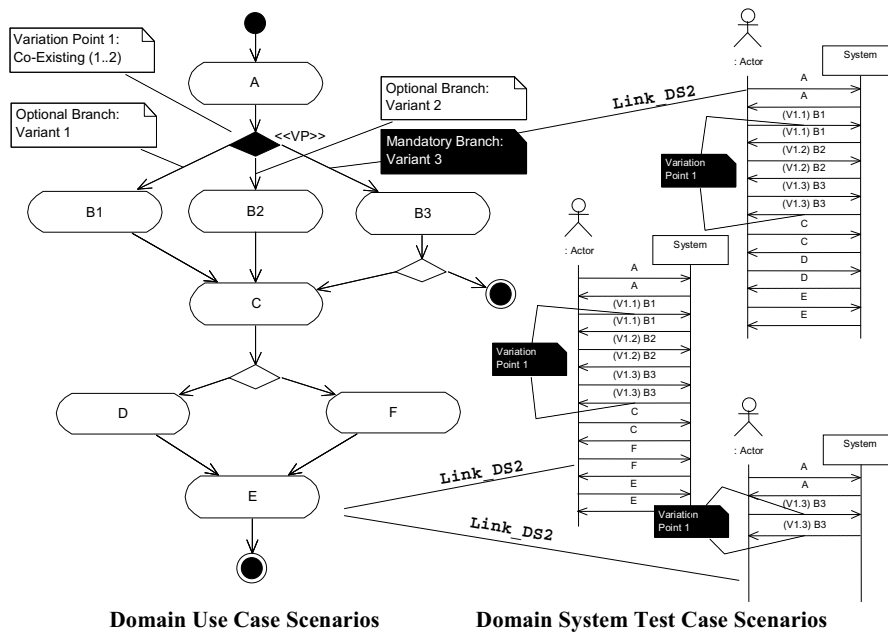 Variation Point 1:
Co-Existing (1..2)
Optional Branch:
Variant 1
A
<<VP>>
Optional Branch:
Variant 2
Mandatory Branch:
Variant 3
B1
B2
B3
C
D
F
E
Link_DS2
Link_DS2
Link_DS2
: Actor
System
A
A
(V1.1) B1
(V1.1) B1
(V1.2) B2
(V1.2) B2
(V1.3) B3
(V1.3) B3
C
C
D
D
E
E
Variation
Point 1
: Actor
System
A
A
(V1.1) B1
(V1.1) B1
(V1.2) B2
(V1.2) B2
(V1.3) B3
(V1.3) B3
C
C
F
F
E
E
Variation
Point 1
: Actor
System
A
A
(V1.3) B3
(V1.3) B3
Variation
Point 1
Domain Use Case Scenarios
Domain System Test Case Scenarios